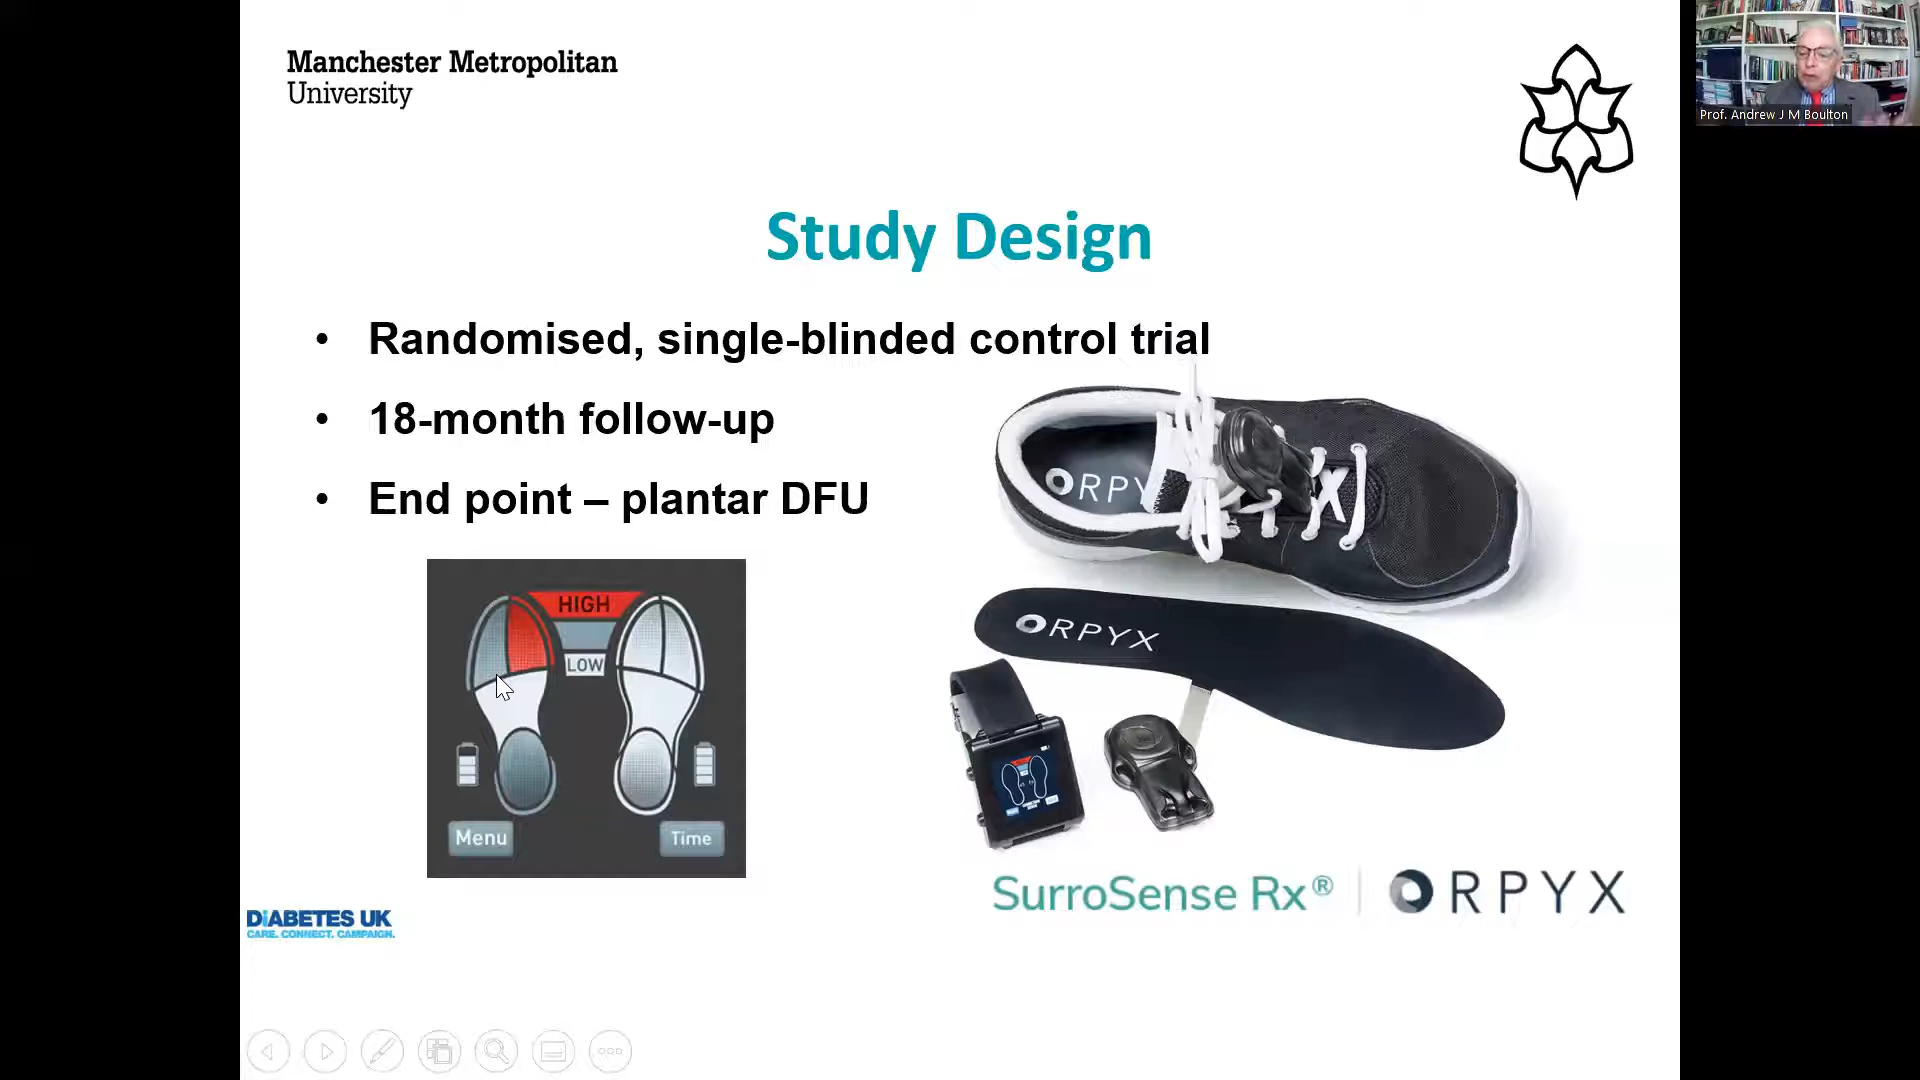 Manchester Metropolitan
University
Prof. Andrew J M Boulton
Study Design
• Randomised, single-blinded control trial
• 18-month follow-up
• End point – plantar DFU
ORPY
HIGH
LOW
ORPYX
Menu
Time
SurroSense Rx® | ORPYX
DiABETES UK
CARE. CONNECT. CAMPAIGN.